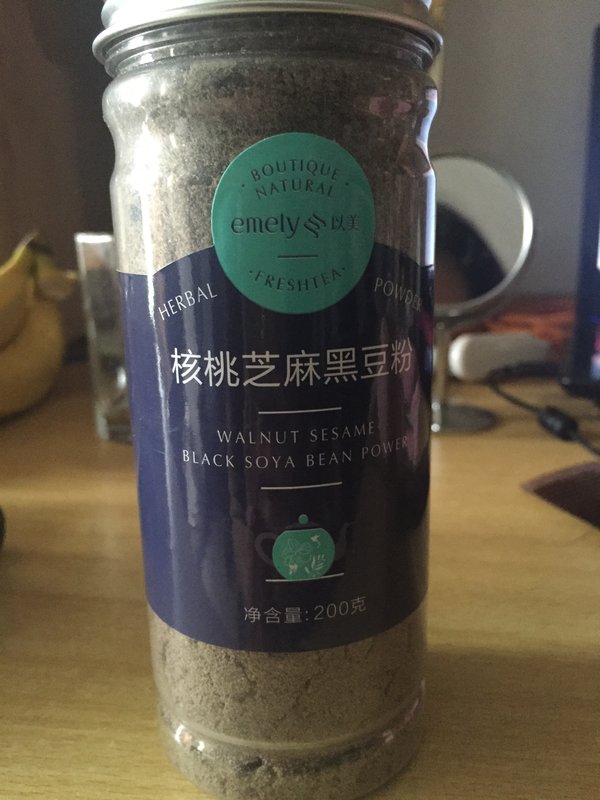 BOUTIQUE
NATURAL
emely 以美
·FRESHTEA·
HERBAL POWDER
核桃芝麻黑豆粉
WALNUT SESAME
BLACK SOYA BEAN POWER
净含量:200克